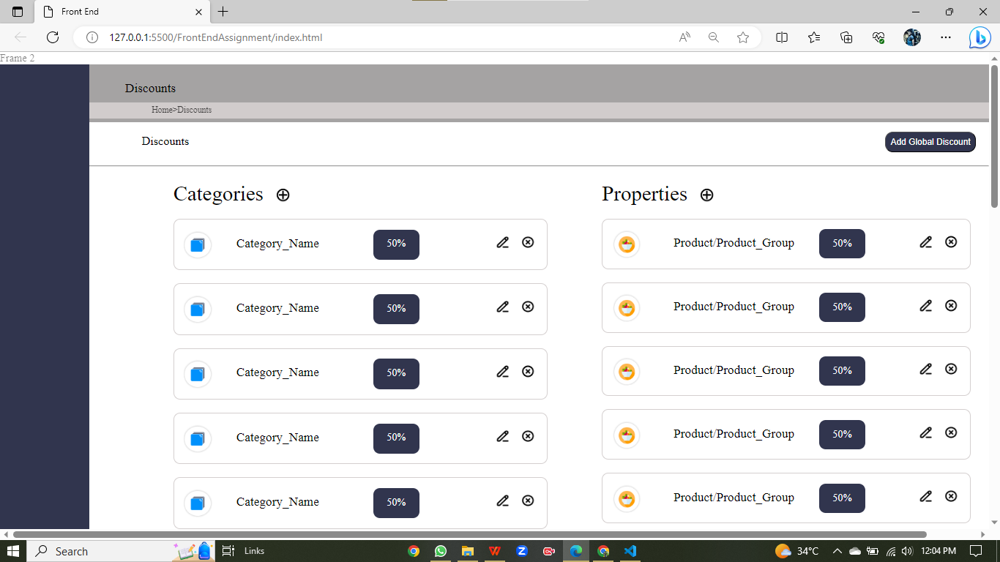 Front End
127.0.0.1:5500/FrontEndAssignment/index.html
Frame 2
Discounts
Home>Discounts
Discounts
Add Global Discount
Categories
Properties
Category_Name 50%
Product/Product_Group 50%
Category_Name 50%
Product/Product_Group 50%
Category_Name 50%
Product/Product_Group 50%
Category_Name 50%
Product/Product_Group 50%
Category_Name 50%
Product/Product_Group 50%
Search
Links
34°C
12:04 PM